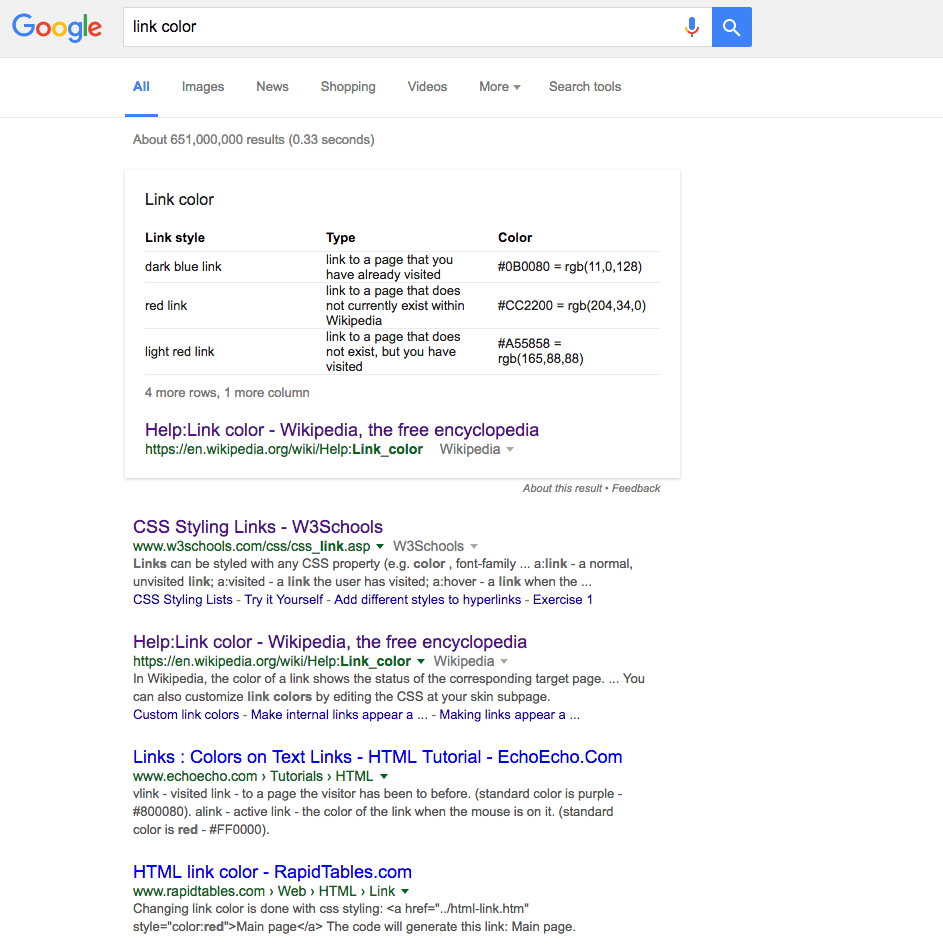 Google
link color
All Images News Shopping Videos More Search tools
About 651,000,000 results (0.33 seconds)
Link color
Link style Type Color
dark blue link link to a page that you have already visited #0B0080 = rgb(11,0,128)
red link link to a page that does not currently exist within Wikipedia #CC2200 = rgb(204,34,0)
light red link link to a page that does not exist, but you have visited #A55858 = rgb(165,88,88)
4 more rows, 1 more column
Help:Link color - Wikipedia, the free encyclopedia
https://en.wikipedia.org/wiki/Help:Link_color Wikipedia
About this result • Feedback
CSS Styling Links - W3Schools
www.w3schools.com/css/css_link.asp W3Schools
Links can be styled with any CSS property (e.g. color , font-family ... a:link - a normal,
unvisited link; a:visited - a link the user has visited; a:hover - a link when the ...
CSS Styling Lists - Try it Yourself - Add different styles to hyperlinks - Exercise 1
Help:Link color - Wikipedia, the free encyclopedia
https://en.wikipedia.org/wiki/Help:Link_color Wikipedia
In Wikipedia, the color of a link shows the status of the corresponding target page. ... You
can also customize link colors by editing the CSS at your skin subpage.
Custom link colors - Make internal links appear a ... - Making links appear a ...
Links : Colors on Text Links - HTML Tutorial - EchoEcho.Com
www.echoecho.com › Tutorials › HTML
vlink - visited link - to a page the visitor has been to before. (standard color is purple -
#800080). alink - active link - the color of the link when the mouse is on it. (standard
color is red - #FF0000).
HTML link color - RapidTables.com
www.rapidtables.com › Web › HTML › Link
Changing link color is done with css styling: <a href="../html-link.htm"
style="color:red">Main page</a> The code will generate this link: Main page.